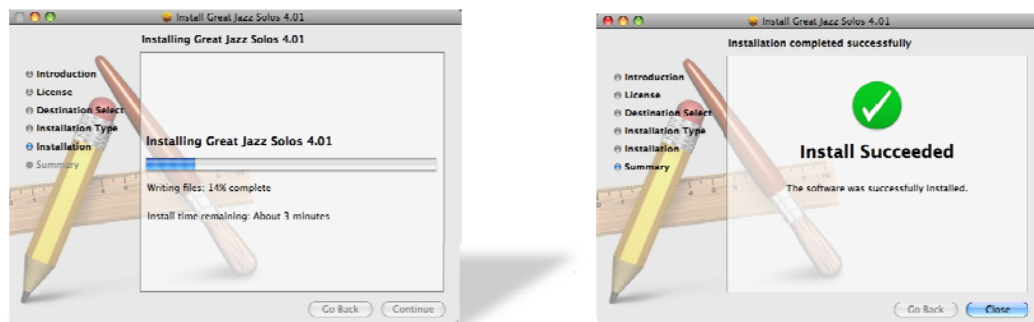 Install Great Jazz Solos 4.01
Installing Great Jazz Solos 4.01
Introduction
License
Destination Select
Installation Type
Installation
Summary
Installing Great Jazz Solos 4.01
Writing files: 14% complete
Install time remaining: About 3 minutes
Go Back
Continue
Install Great Jazz Solos 4.01
Installation completed successfully
Introduction
License
Destination Select
Installation Type
Installation
Summary
Install Succeeded
The software was successfully installed.
Go Back
Close